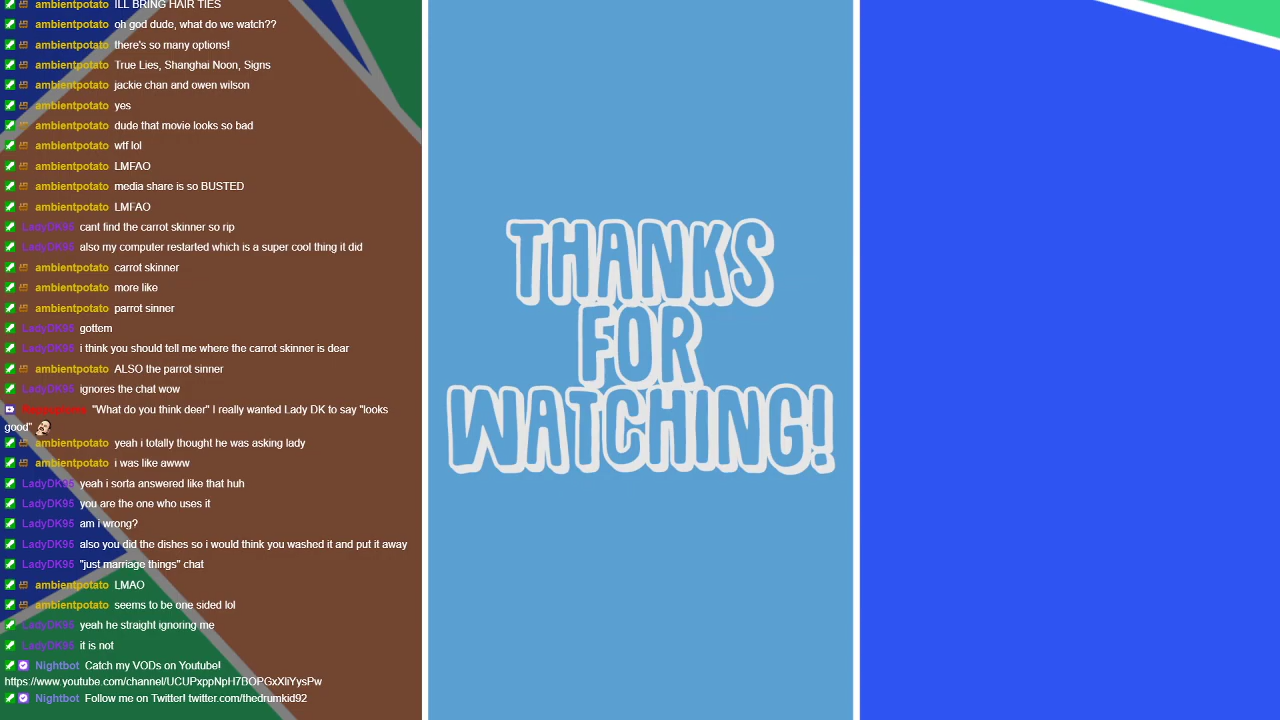 ambientpotato ILL BRING HAIR TIES
ambientpotato oh god dude, what do we watch??
ambientpotato there's so many options!
ambientpotato True Lies, Shanghai Noon, Signs
ambientpotato jackie chan and owen wilson
ambientpotato yes
ambientpotato dude that movie looks so bad
ambientpotato wtf lol
ambientpotato LMFAO
ambientpotato media share is so BUSTED
ambientpotato LMFAO
LadyDK95 cant find the carrot skinner so rip
LadyDK95 also my computer restarted which is a super cool thing it did
ambientpotato carrot skinner
ambientpotato more like
ambientpotato parrot sinner
LadyDK95 gottem
LadyDK95 i think you should tell me where the carrot skinner is dear
ambientpotato ALSO the parrot sinner
LadyDK95 ignores the chat wow
"What do you think deer" I really wanted Lady DK to say "looks
good"
ambientpotato yeah i totally thought he was asking lady
ambientpotato i was like awww
LadyDK95 yeah i sorta answered like that huh
LadyDK95 you are the one who uses it
LadyDK95 am i wrong?
LadyDK95 also you did the dishes so i would think you washed it and put it away
LadyDK95 "just marriage things" chat
ambientpotato LMAO
ambientpotato seems to be one sided lol
LadyDK95 yeah he straight ignoring me
LadyDK95 it is not
Nightbot Catch my VODs on Youtube!
https://www.youtube.com/channel/UCUPxppNpH7BOPGxXliYysPw
Nightbot Follow me on Twitter! twitter.com/thedrumkid92
THANKS
FOR
WATCHING!